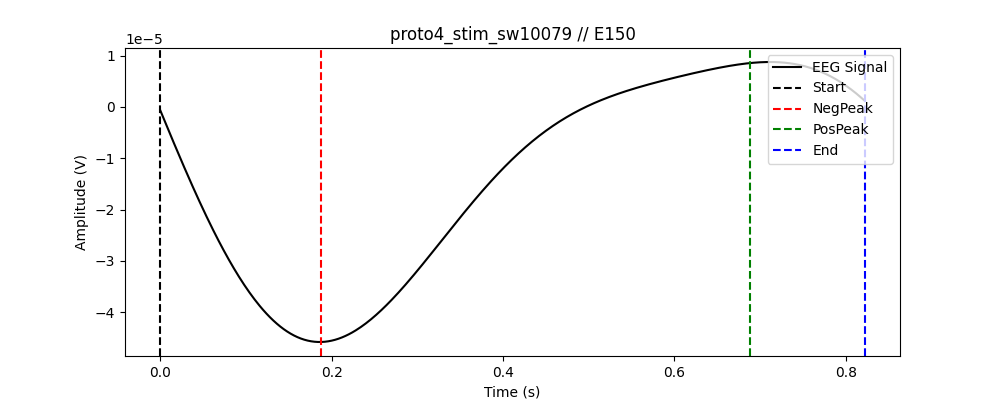 proto4_stim_sw10079 // E150
1e−5
1
0
−1
−2
−3
−4
Amplitude (V)
0.0 0.2 0.4 0.6 0.8
Time (s)
EEG Signal
Start
NegPeak
PosPeak
End